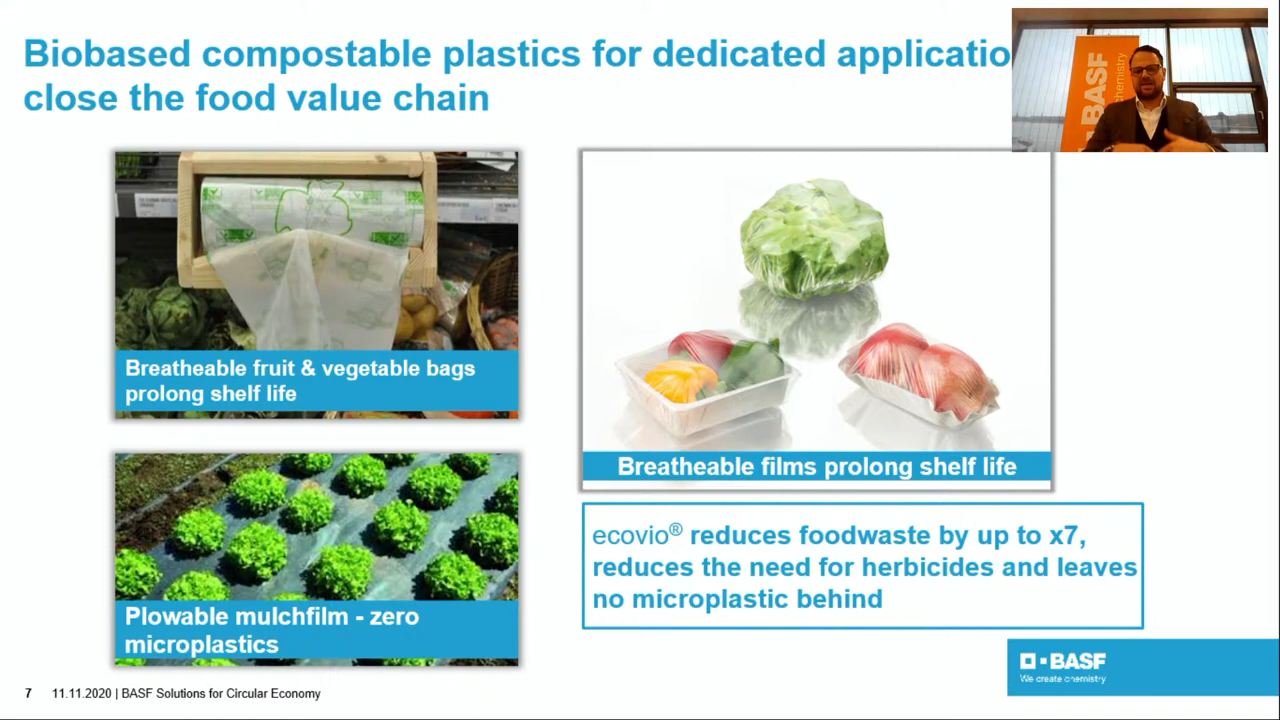 Biobased compostable plastics for dedicated applicatio
close the food value chain
BASF
chemistry
Breatheable fruit & vegetable bags
prolong shelf life
Breatheable films prolong shelf life
Plowable mulchfilm - zero
microplastics
ecovio® reduces foodwaste by up to x7,
reduces the need for herbicides and leaves
no microplastic behind
BASF
We create chemistry
7 11.11.2020 | BASF Solutions for Circular Economy